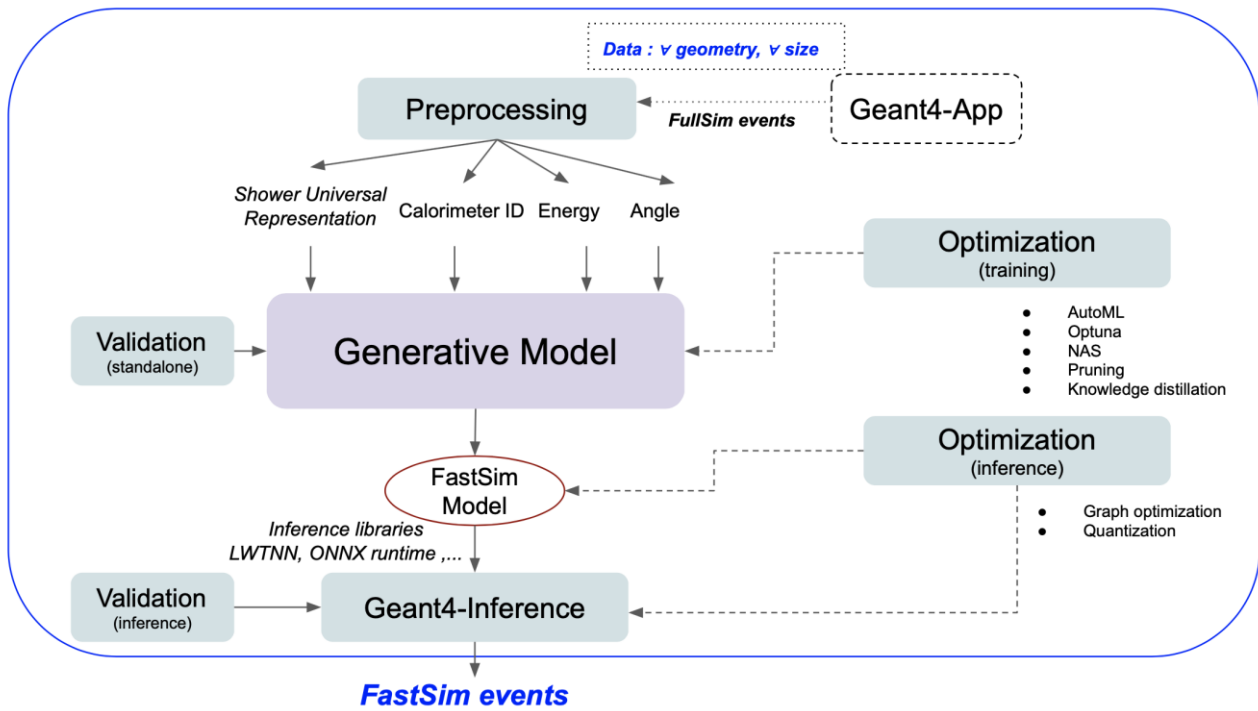 Data : ∀ geometry, ∀ size
Preprocessing
FullSim events
Geant4-App
Shower Universal
Representation
Calorimeter ID
Energy
Angle
Optimization
(training)
AutoML
Optuna
NAS
Pruning
Knowledge distillation
Validation
(standalone)
Generative Model
Optimization
(inference)
Graph optimization
Quantization
FastSim
Model
Inference libraries
LWTNN, ONNX runtime ,...
Validation
(inference)
Geant4-Inference
FastSim events